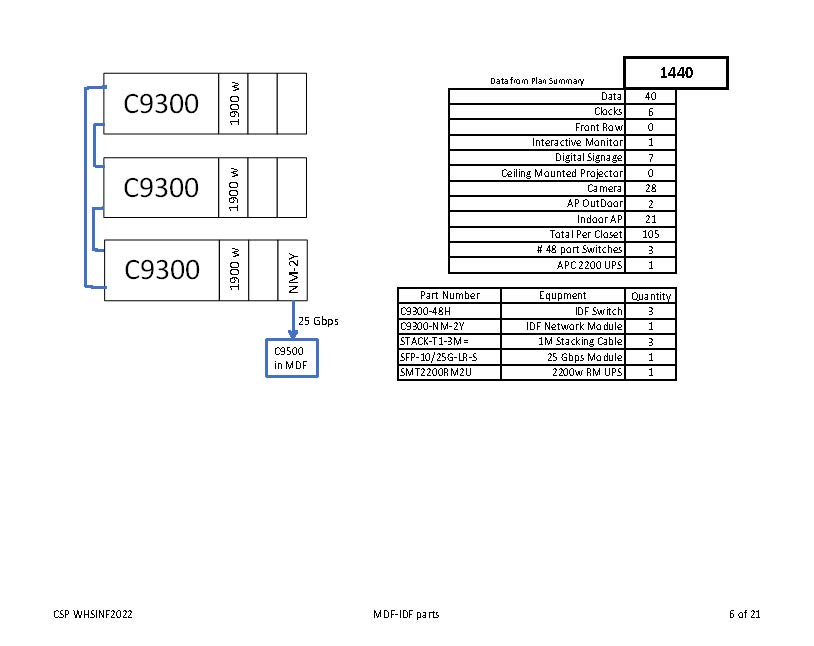 C9300
1900 w
C9300
1900 w
C9300
1900 w
NM-2Y
25 Gbps
C9500
in MDF
1440
Data from Plan Summary
Data 40
Clocks 6
Front Row 0
Interactive Monitor 1
Digital Signage 7
Ceiling Mounted Projector 0
Camera 28
AP OutDoor 2
Indoor AP 21
Total Per Closet 105
# 48 port Switches 3
APC 2200 UPS 1
Part Number Equpment Quantity
C9300-48H IDF Switch 3
C9300-NM-2Y IDF Network Module 1
STACK-T1-3M= 1M Stacking Cable 3
SFP-10/25G-LR-S 25 Gbps Module 1
SMT2200RM2U 2200w RM UPS 1
CSP WHSINF2022 MDF-IDF parts 6 of 21